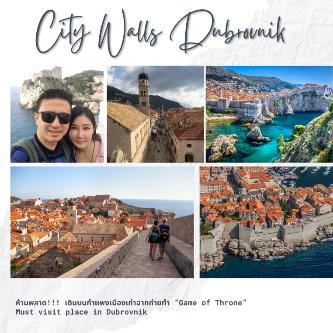 City Walls Dubrovnik
ห้ามพลาด!!! เดินบนกำแพงเมืองเก่าฉากถ่ายทำ "Game of Throne"
Must visit place in Dubrovnik